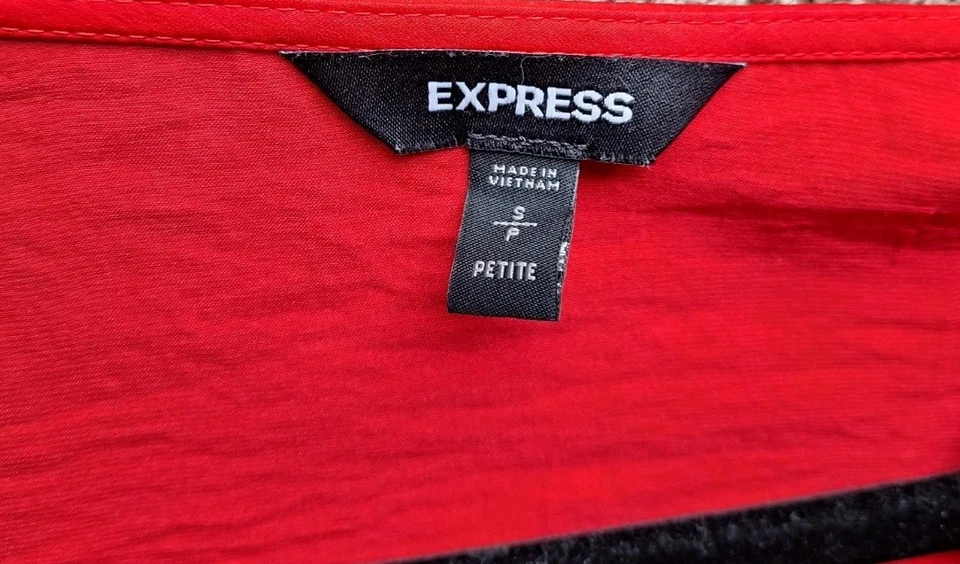 EXPRESS
MADE IN
VIETNAM
S
P
PETITE